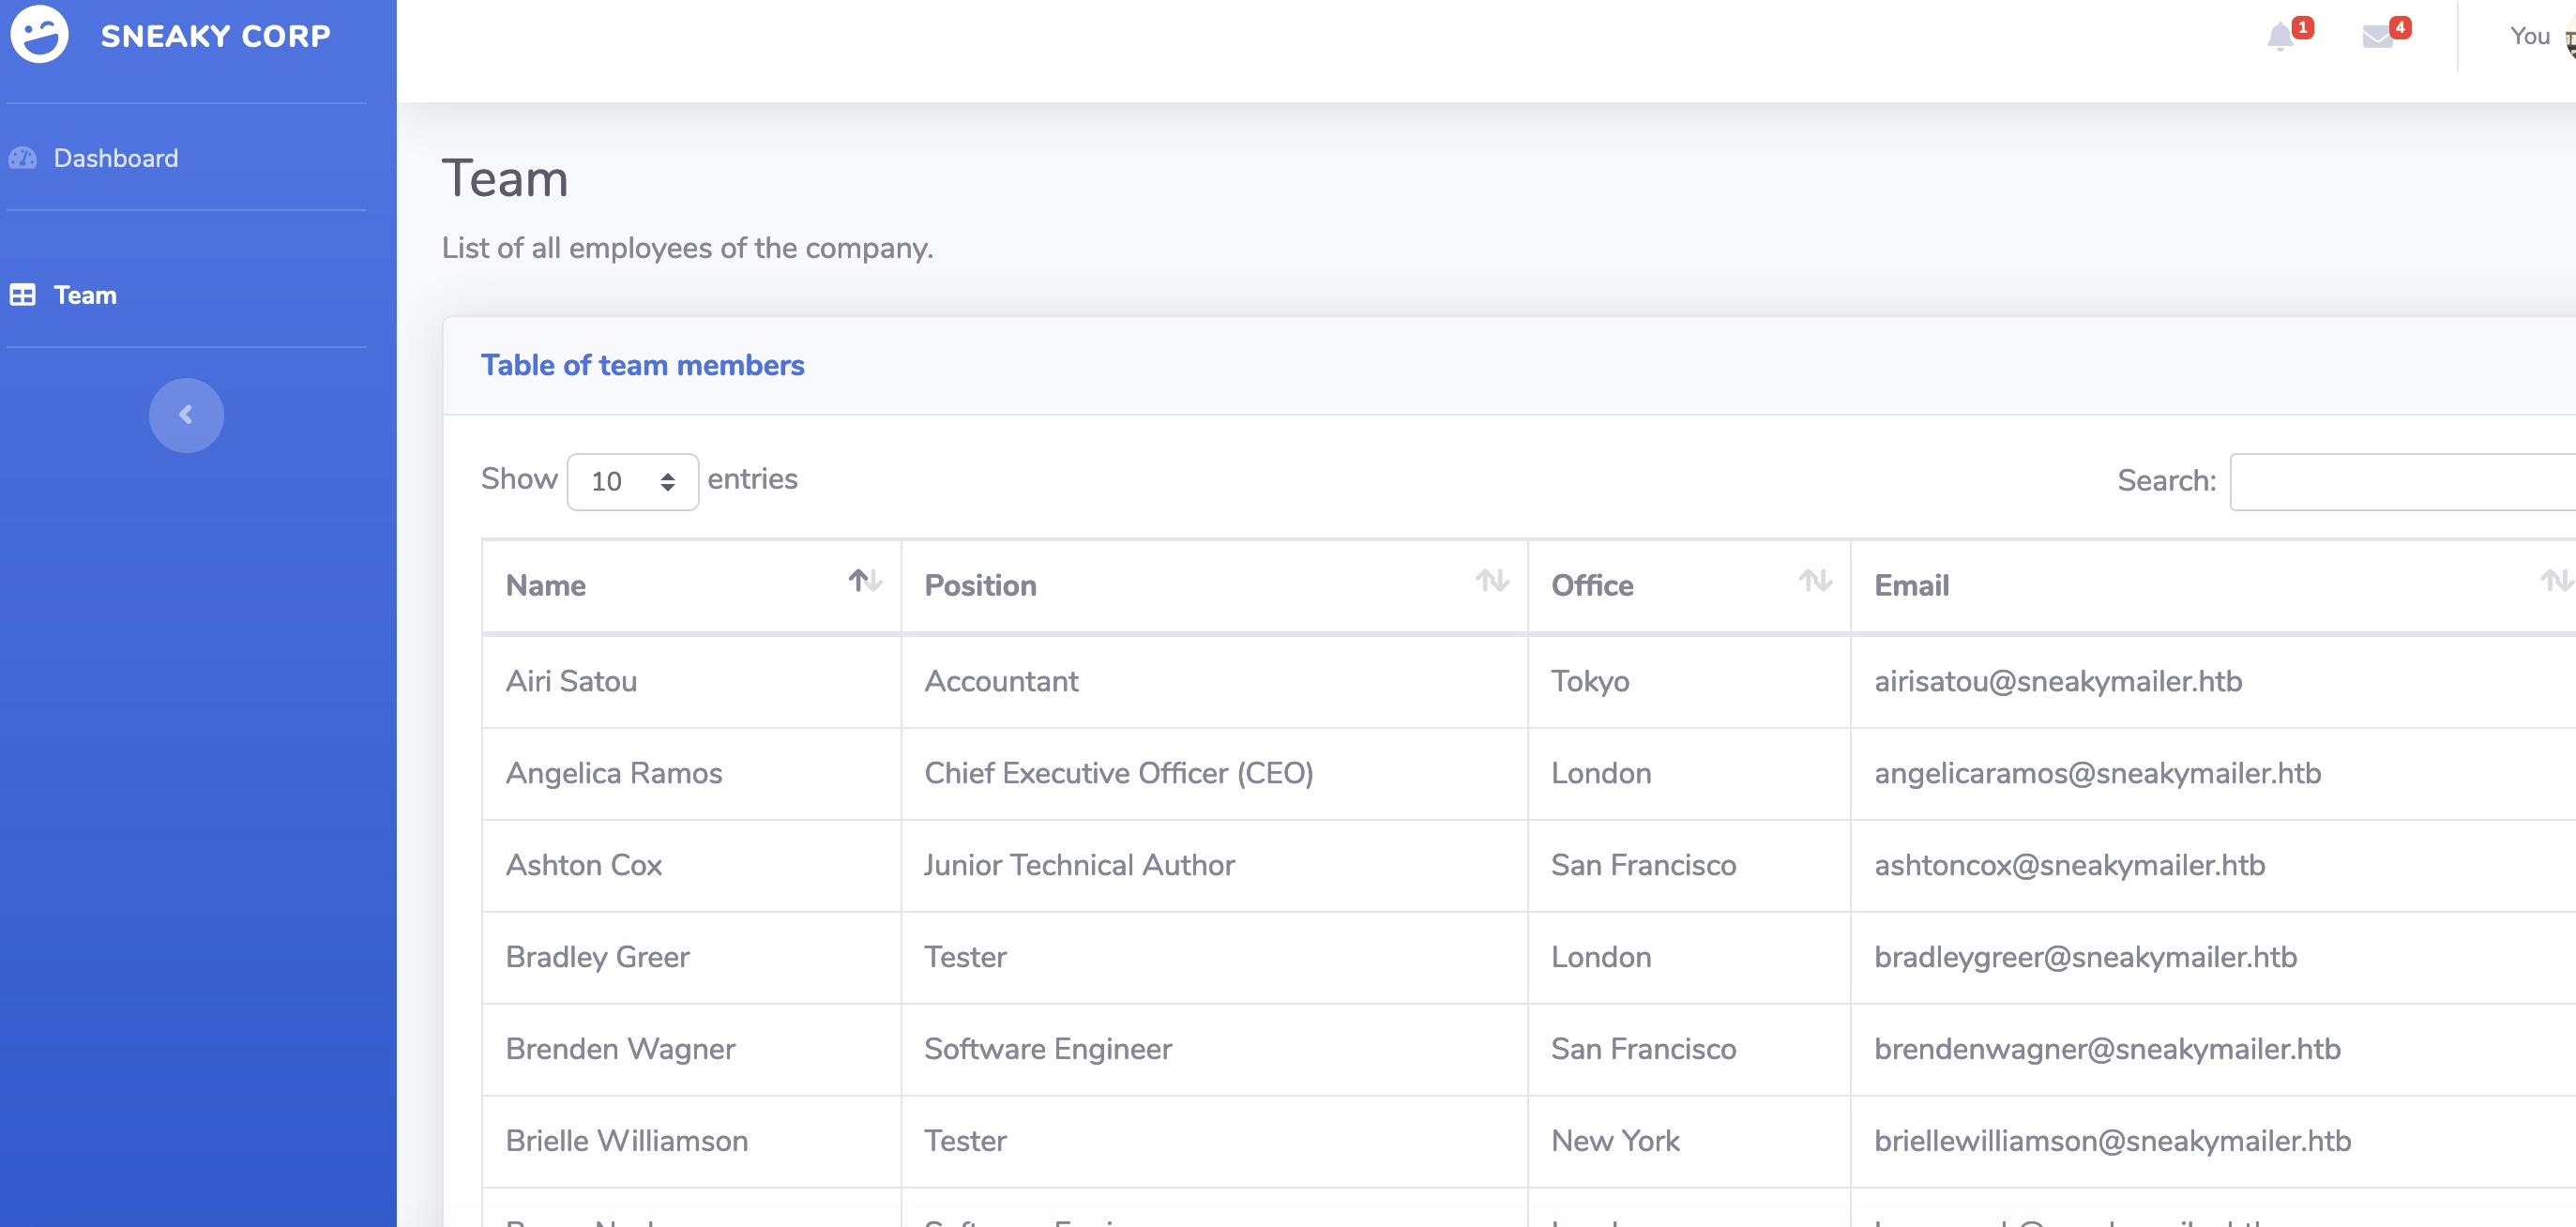 SNEAKY CORP
1
4
You
Dashboard
Team
Team
List of all employees of the company.
Table of team members
Show 10 entries
Search:
Name Position Office Email
Airi Satou Accountant Tokyo airisatou@sneakymailer.htb
Angelica Ramos Chief Executive Officer (CEO) London angelicaramos@sneakymailer.htb
Ashton Cox Junior Technical Author San Francisco ashtoncox@sneakymailer.htb
Bradley Greer Tester London bradleygreer@sneakymailer.htb
Brenden Wagner Software Engineer San Francisco brendenwagner@sneakymailer.htb
Brielle Williamson Tester New York briellewilliamson@sneakymailer.htb